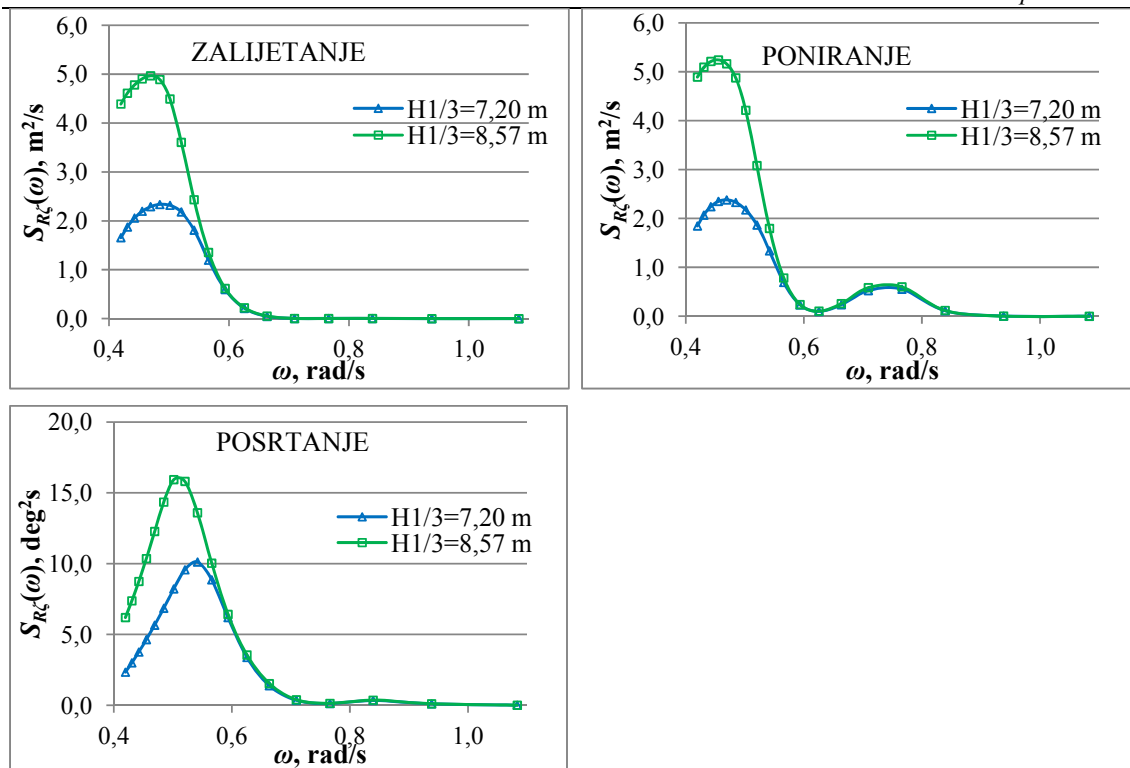 ZALIJETANJE
6,0
5,0
4,0
3,0
2,0
1,0
0,0
S_Rζ(ω), m²/s
H1/3=7,20 m
H1/3=8,57 m
0,4 0,6 0,8 1,0
ω, rad/s
PONIRANJE
6,0
5,0
4,0
3,0
2,0
1,0
0,0
S_Rζ(ω), m²/s
H1/3=7,20 m
H1/3=8,57 m
0,4 0,6 0,8 1,0
ω, rad/s
POSRTANJE
20,0
15,0
10,0
5,0
0,0
S_Rζ(ω), deg²s
H1/3=7,20 m
H1/3=8,57 m
0,4 0,6 0,8 1,0
ω, rad/s